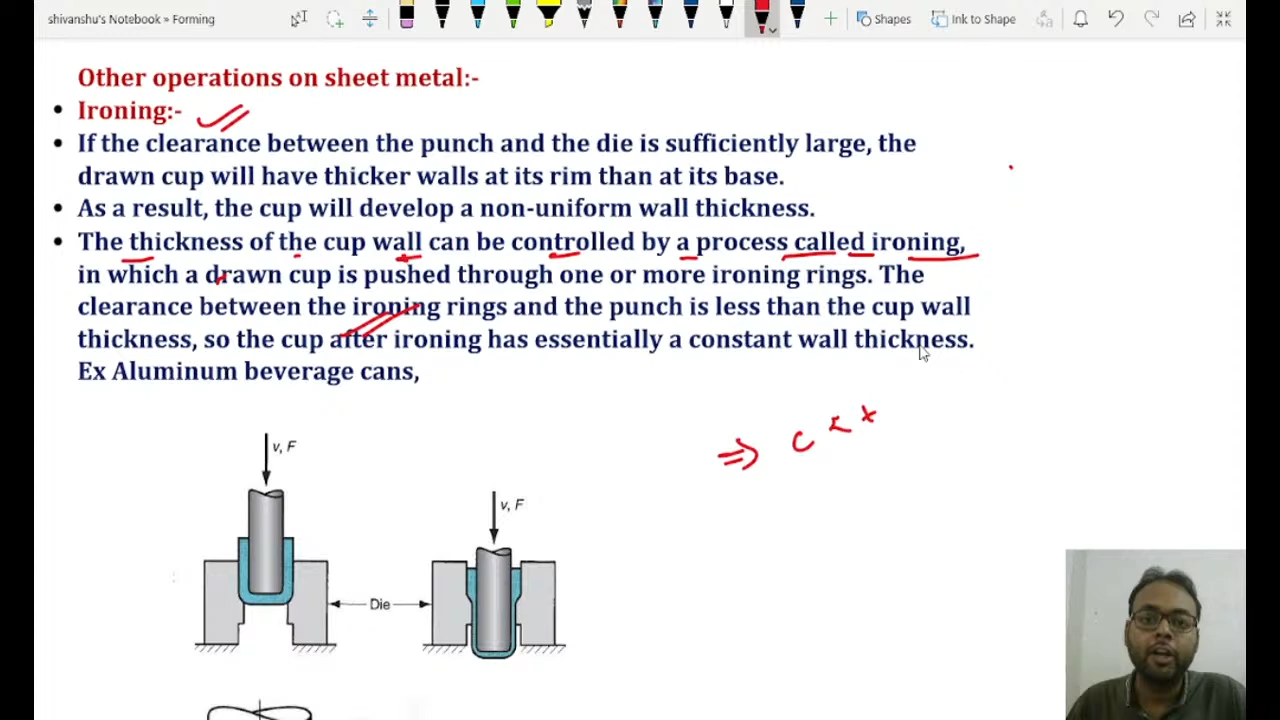 shivanshu's Notebook » Forming
Shapes
Ink to Shape
Other operations on sheet metal:-
• Ironing:-
• If the clearance between the punch and the die is sufficiently large, the
drawn cup will have thicker walls at its rim than at its base.
• As a result, the cup will develop a non-uniform wall thickness.
• The thickness of the cup wall can be controlled by a process called ironing,
in which a drawn cup is pushed through one or more ironing rings. The
clearance between the ironing rings and the punch is less than the cup wall
thickness, so the cup after ironing has essentially a constant wall thickness.
Ex Aluminum beverage cans,
⇒ c < t
v, F
v, F
Die